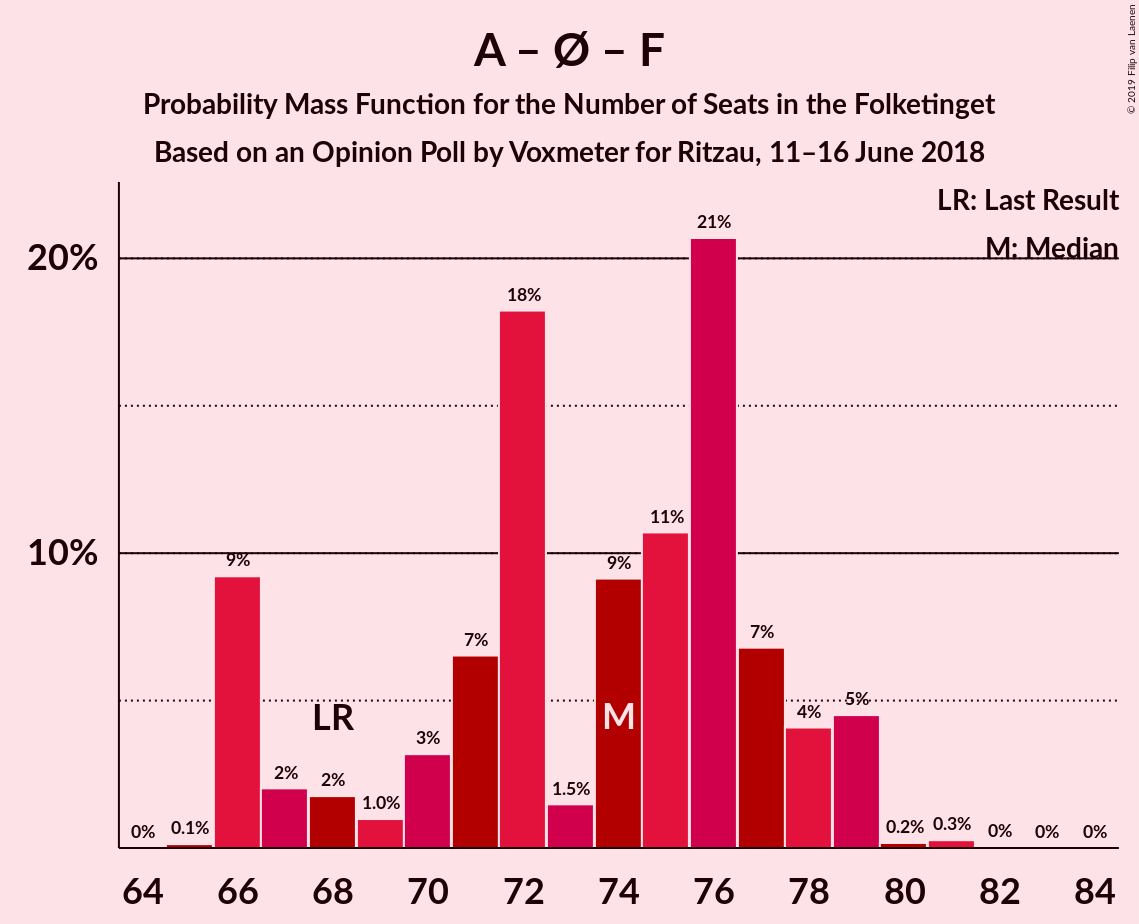 A – Ø – F
Probability Mass Function for the Number of Seats in the Folketinget
Based on an Opinion Poll by Voxmeter for Ritzau, 11–16 June 2018
© 2019 Filip van Laenen
LR: Last Result
M: Median
20%
10%
0%
0.1%
9%
2%
2%
1.0%
3%
7%
18%
1.5%
9%
11%
21%
7%
4%
5%
0.2%
0.3%
0%
0%
0%
LR
M
64 66 68 70 72 74 76 78 80 82 84